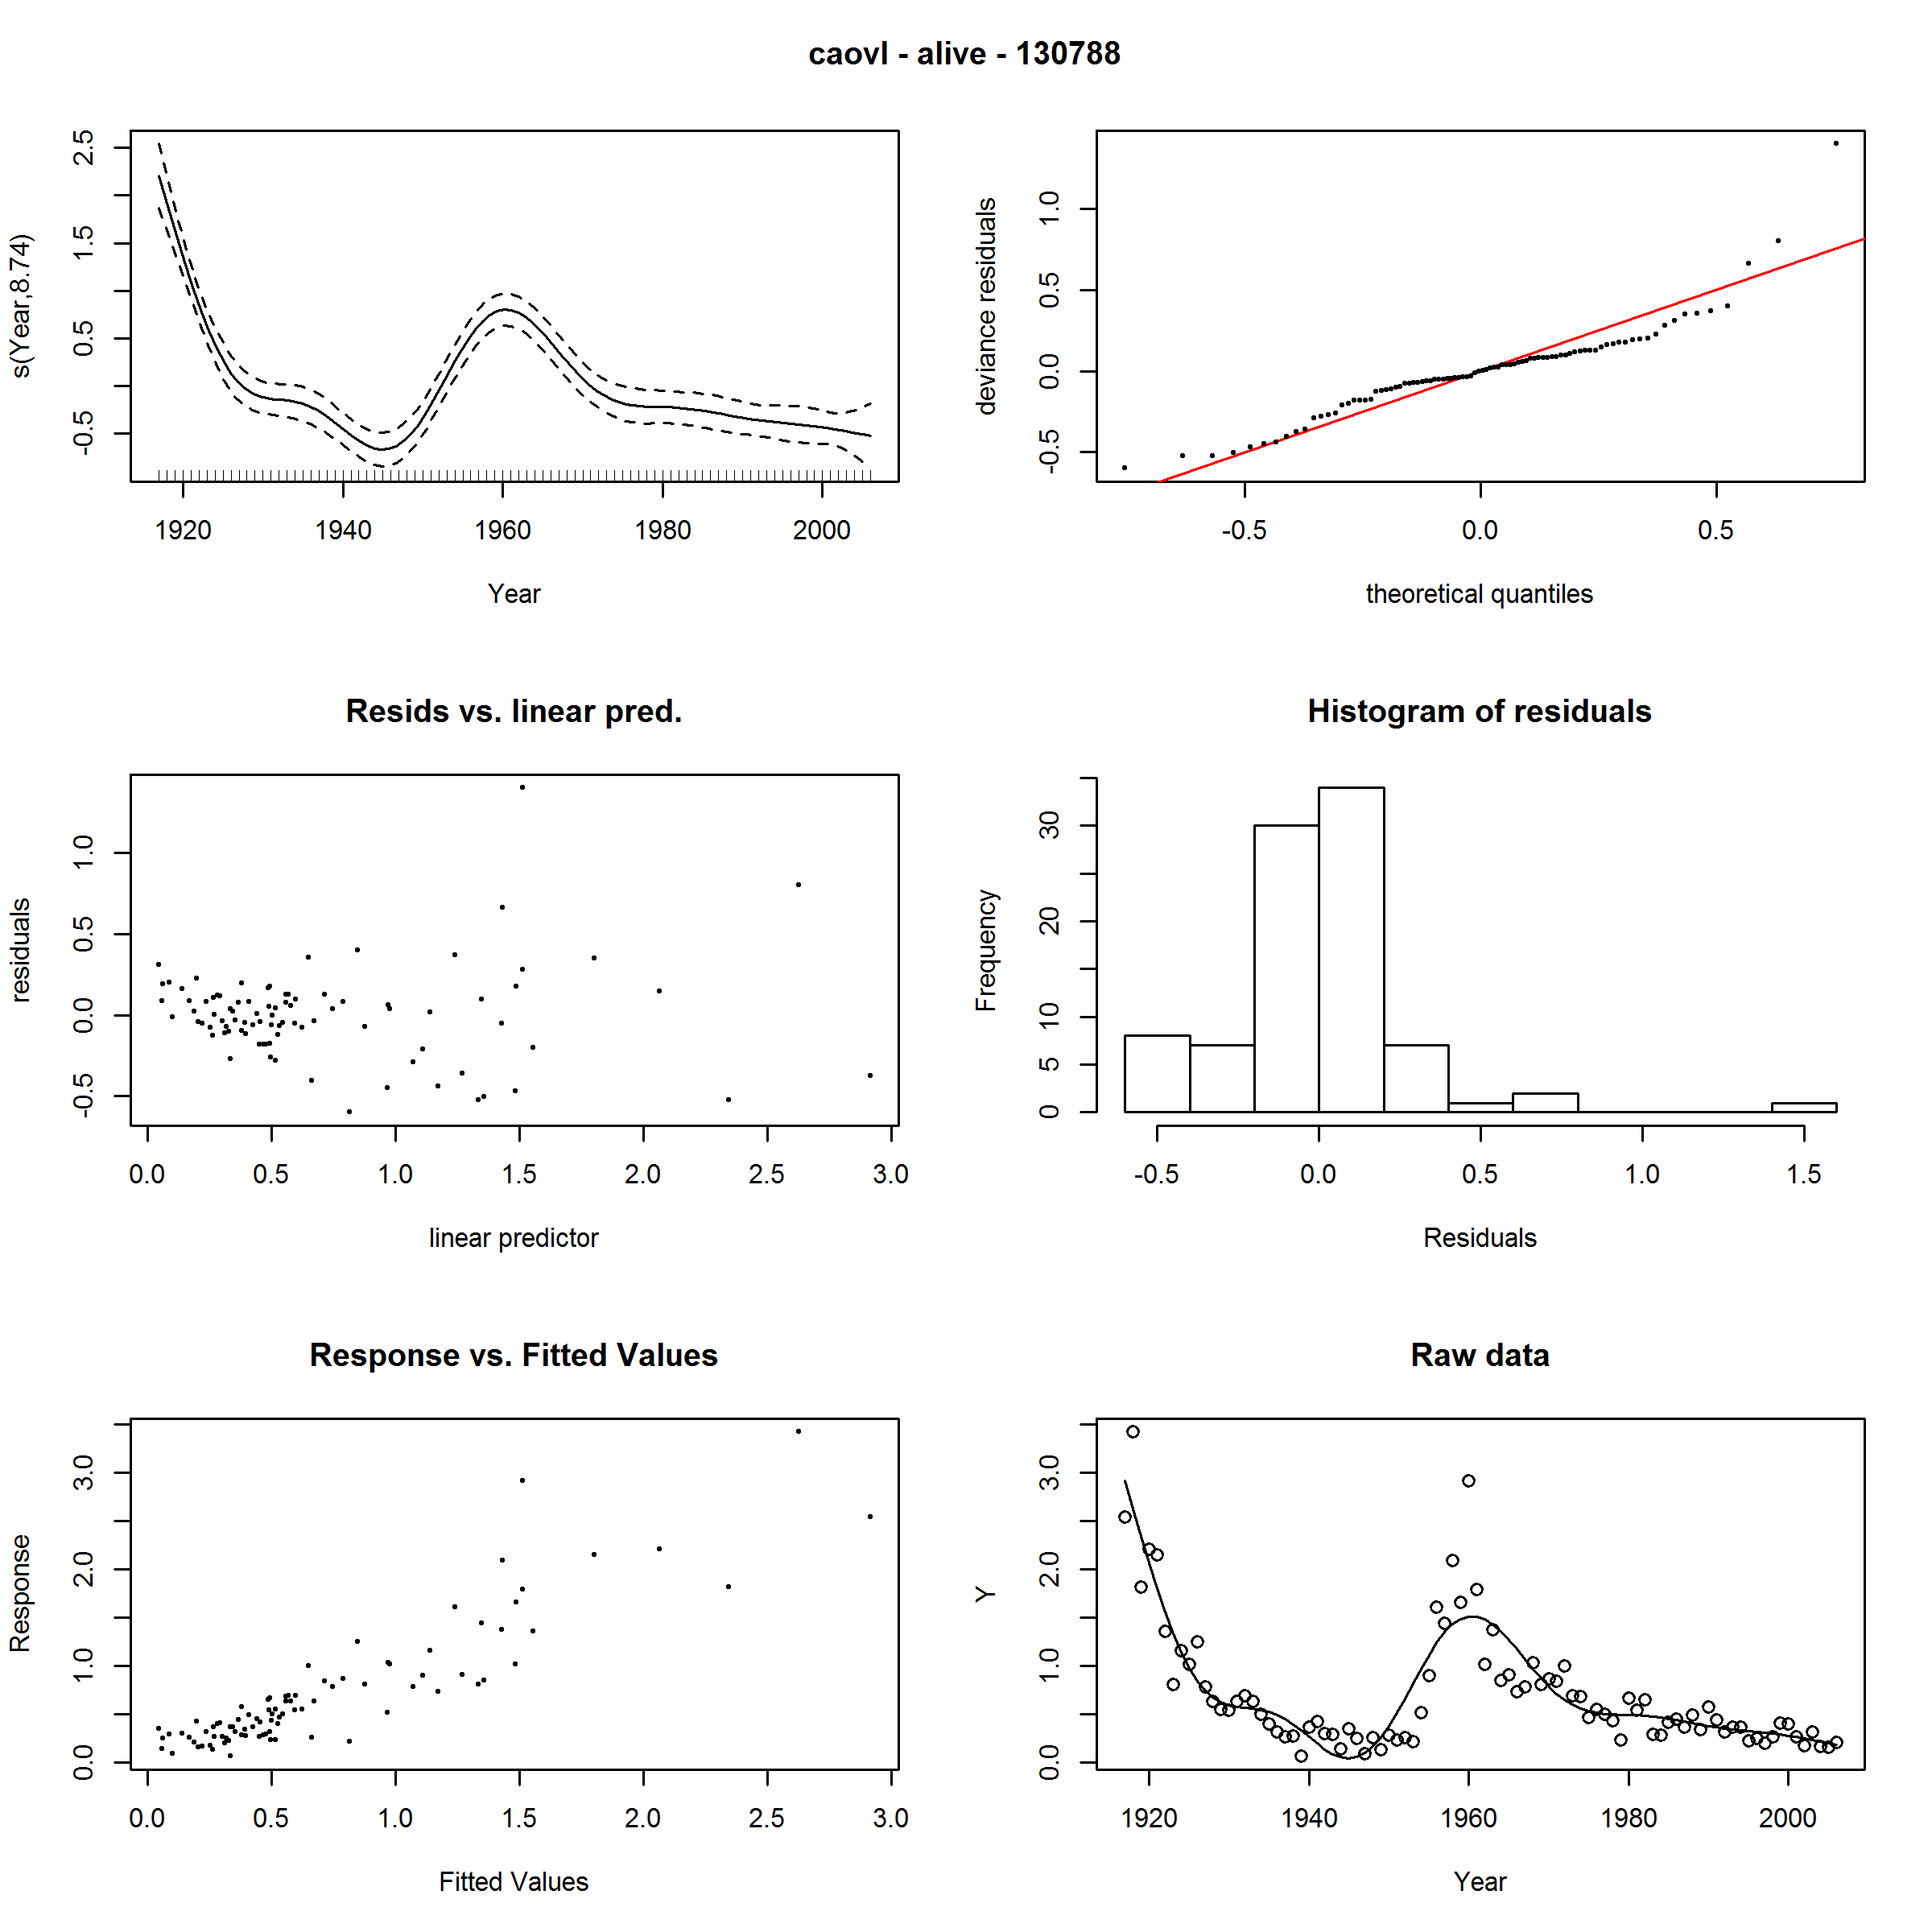 caovl - alive - 130788
s(Year,8.74)
-0.5 0.5 1.5 2.5
1920 1940 1960 1980 2000
Year
deviance residuals
-0.5 0.0 0.5 1.0
-0.5 0.0 0.5
theoretical quantiles
Resids vs. linear pred.
residuals
-0.5 0.0 0.5 1.0
0.0 0.5 1.0 1.5 2.0 2.5 3.0
linear predictor
Histogram of residuals
Frequency
0 5 10 20 30
-0.5 0.0 0.5 1.0 1.5
Residuals
Response vs. Fitted Values
Response
0.0 1.0 2.0 3.0
0.0 0.5 1.0 1.5 2.0 2.5 3.0
Fitted Values
Raw data
Y
0.0 1.0 2.0 3.0
1920 1940 1960 1980 2000
Year